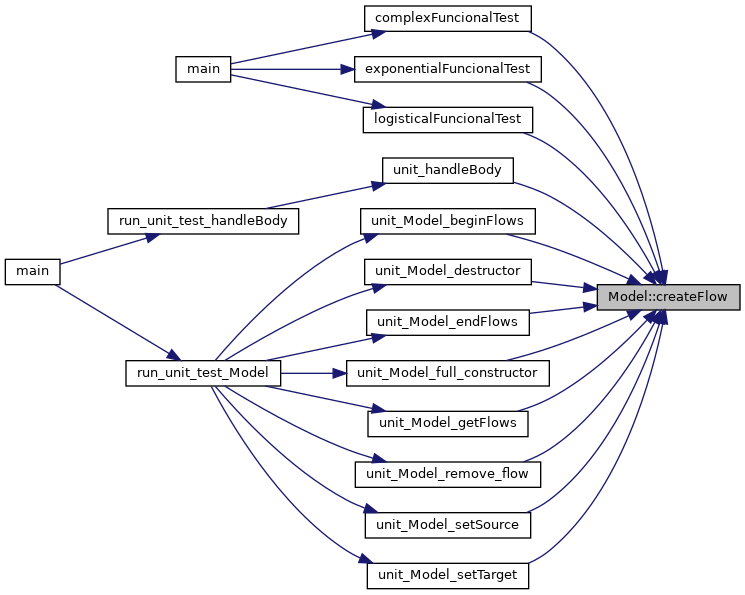 complexFuncionalTest
main
exponentialFuncionalTest
logisticalFuncionalTest
unit_handleBody
run_unit_test_handleBody
unit_Model_beginFlows
main
unit_Model_destructor
Model::createFlow
unit_Model_endFlows
run_unit_test_Model
unit_Model_full_constructor
unit_Model_getFlows
unit_Model_remove_flow
unit_Model_setSource
unit_Model_setTarget